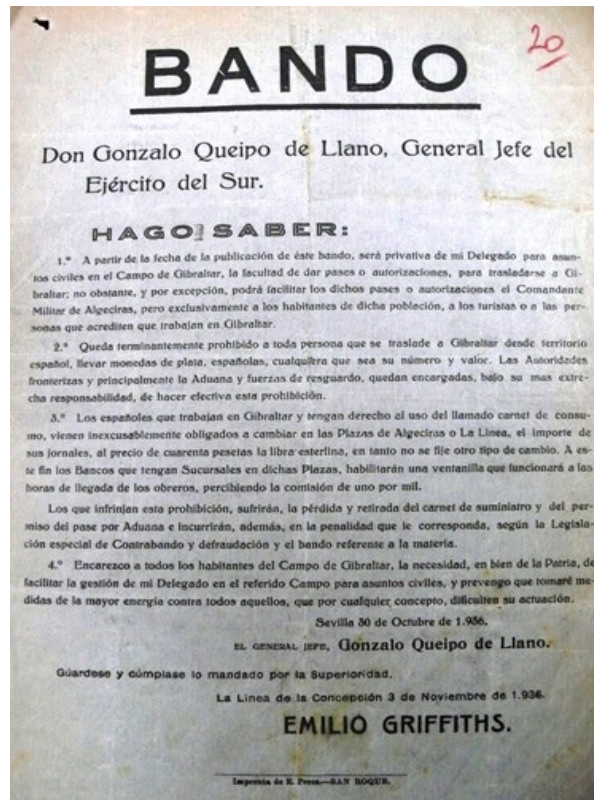 20
BANDO
Don Gonzalo Queipo de Llano, General Jefe del
Ejército del Sur.
HAGO SABER:
1.º A partir de la fecha de la publicación de éste bando, será privativa de mi Delegado para asun-
tos civiles en el Campo de Gibraltar, la facultad de dar pases o autorizaciones, para trasladarse a Gi-
braltar; no obstante, y por excepción, podrá facilitar los dichos pases o autorizaciones el Comandante
Militar de Algeciras, pero exclusivamente a los habitantes de dicha población, a los turistas o a las per-
sonas que acrediten que trabajan en Gibraltar.
2.º Queda terminantemente prohibido a toda persona que se traslade a Gibraltar desde territorio
español, llevar monedas de plata, españolas, cualquiera que sea su número y valor. Las Autoridades
fronterizas y principalmente la Aduana y fuerzas de resguardo, quedan encargadas, bajo su mas estre-
cha responsabilidad, de hacer efectiva esta prohibición.
3.º Los españoles que trabajan en Gibraltar y tengan derecho al uso del llamado carnet de consu-
mo, vienen inexcusablemente obligados a cambiar en las Plazas de Algeciras o La Línea, el importe de
sus jornales, al precio de cuarenta pesetas la libra esterlina, en tanto no se fije otro tipo de cambio. A es-
te fin los Bancos que tengan Sucursales en dichas Plazas, habilitarán una ventanilla que funcionará a las
horas de llegada de los obreros, percibiendo la comisión de uno por mil.
Los que infrinjan esta prohibición, sufrirán, la pérdida y retirada del carnet de suministro y del per-
miso del pase por Aduana e incurrirán, además, en la penalidad que le corresponda, según la Legisla-
ción especial de Contrabando y defraudación y el bando referente a la materia.
4.º Encarezco a todos los habitantes del Campo de Gibraltar, la necesidad, en bien de la Patria, de
facilitar la gestión de mi Delegado en el referido Campo para asuntos civiles, y prevengo que tomaré me-
didas de la mayor energía contra todos aquellos, que por cualquier concepto, dificulten su actuación.
Sevilla 30 de Octubre de 1.936.
EL GENERAL JEFE, Gonzalo Queipo de Llano.
Gúardese y cúmplase lo mandado por la Superioridad.
La Línea de la Concepción 3 de Noviembre de 1.936.
EMILIO GRIFFITHS.
Imprenta de R. Perea.—SAN ROQUE.